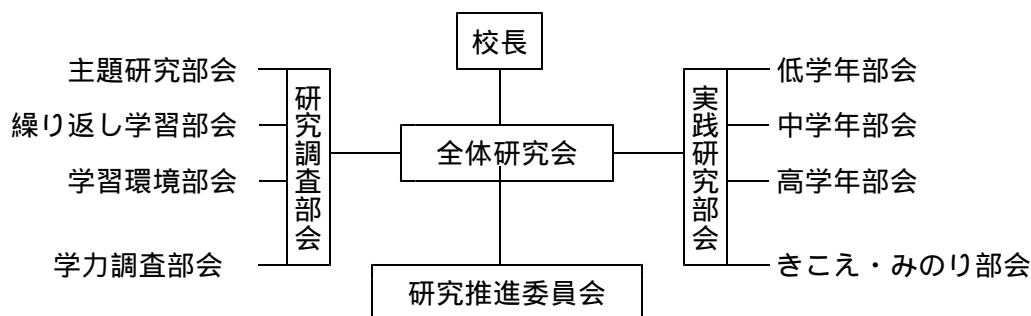 校長
主題研究部会
繰り返し学習部会
学習環境部会
学力調査部会
研究調査部会
全体研究会
研究推進委員会
実践研究部会
低学年部会
中学年部会
高学年部会
きこえ・みのり部会